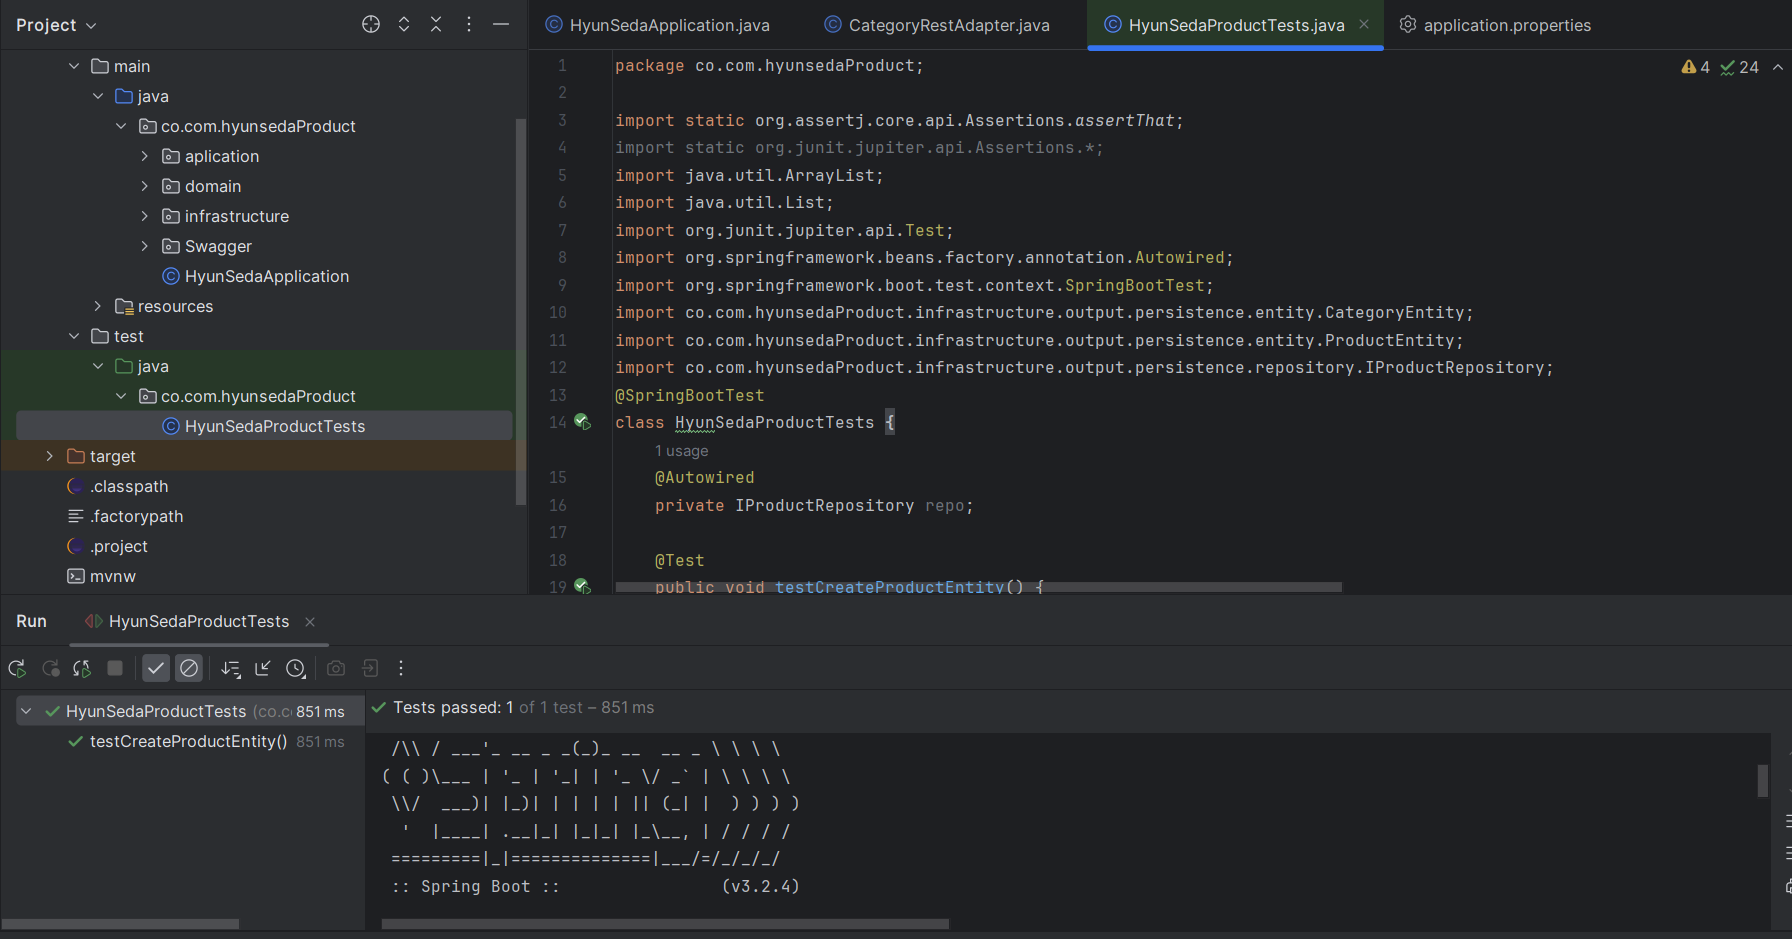 Project
main
java
co.com.hyunsedaProduct
aplication
domain
infrastructure
Swagger
HyunSedaApplication
resources
test
java
co.com.hyunsedaProduct
HyunSedaProductTests
target
.classpath
.factorypath
.project
mvnw
HyunSedaApplication.java CategoryRestAdapter.java HyunSedaProductTests.java application.properties
4 24
1 package co.com.hyunsedaProduct;
2
3 import static org.assertj.core.api.Assertions.assertThat;
4 import static org.junit.jupiter.api.Assertions.*;
5 import java.util.ArrayList;
6 import java.util.List;
7 import org.junit.jupiter.api.Test;
8 import org.springframework.beans.factory.annotation.Autowired;
9 import org.springframework.boot.test.context.SpringBootTest;
10 import co.com.hyunsedaProduct.infrastructure.output.persistence.entity.CategoryEntity;
11 import co.com.hyunsedaProduct.infrastructure.output.persistence.entity.ProductEntity;
12 import co.com.hyunsedaProduct.infrastructure.output.persistence.repository.IProductRepository;
13 @SpringBootTest
14 class HyunSedaProductTests {
1 usage
15 @Autowired
16 private IProductRepository repo;
17
18 @Test
19 public void testCreateProductEntity() {
Run HyunSedaProductTests
HyunSedaProductTests (co.c 851 ms
testCreateProductEntity() 851 ms
Tests passed: 1 of 1 test – 851 ms
 /\\ / ___'_ __ _ _(_)_ __  __ _ \ \ \ \
( ( )\___ | '_ | '_| | '_ \/ _` | \ \ \ \
 \\/  ___)| |_)| | | | | || (_| |  ) ) ) )
  '  |____| .__|_| |_|_| |_\__, | / / / /
 =========|_|==============|___/=/_/_/_/
 :: Spring Boot ::                (v3.2.4)